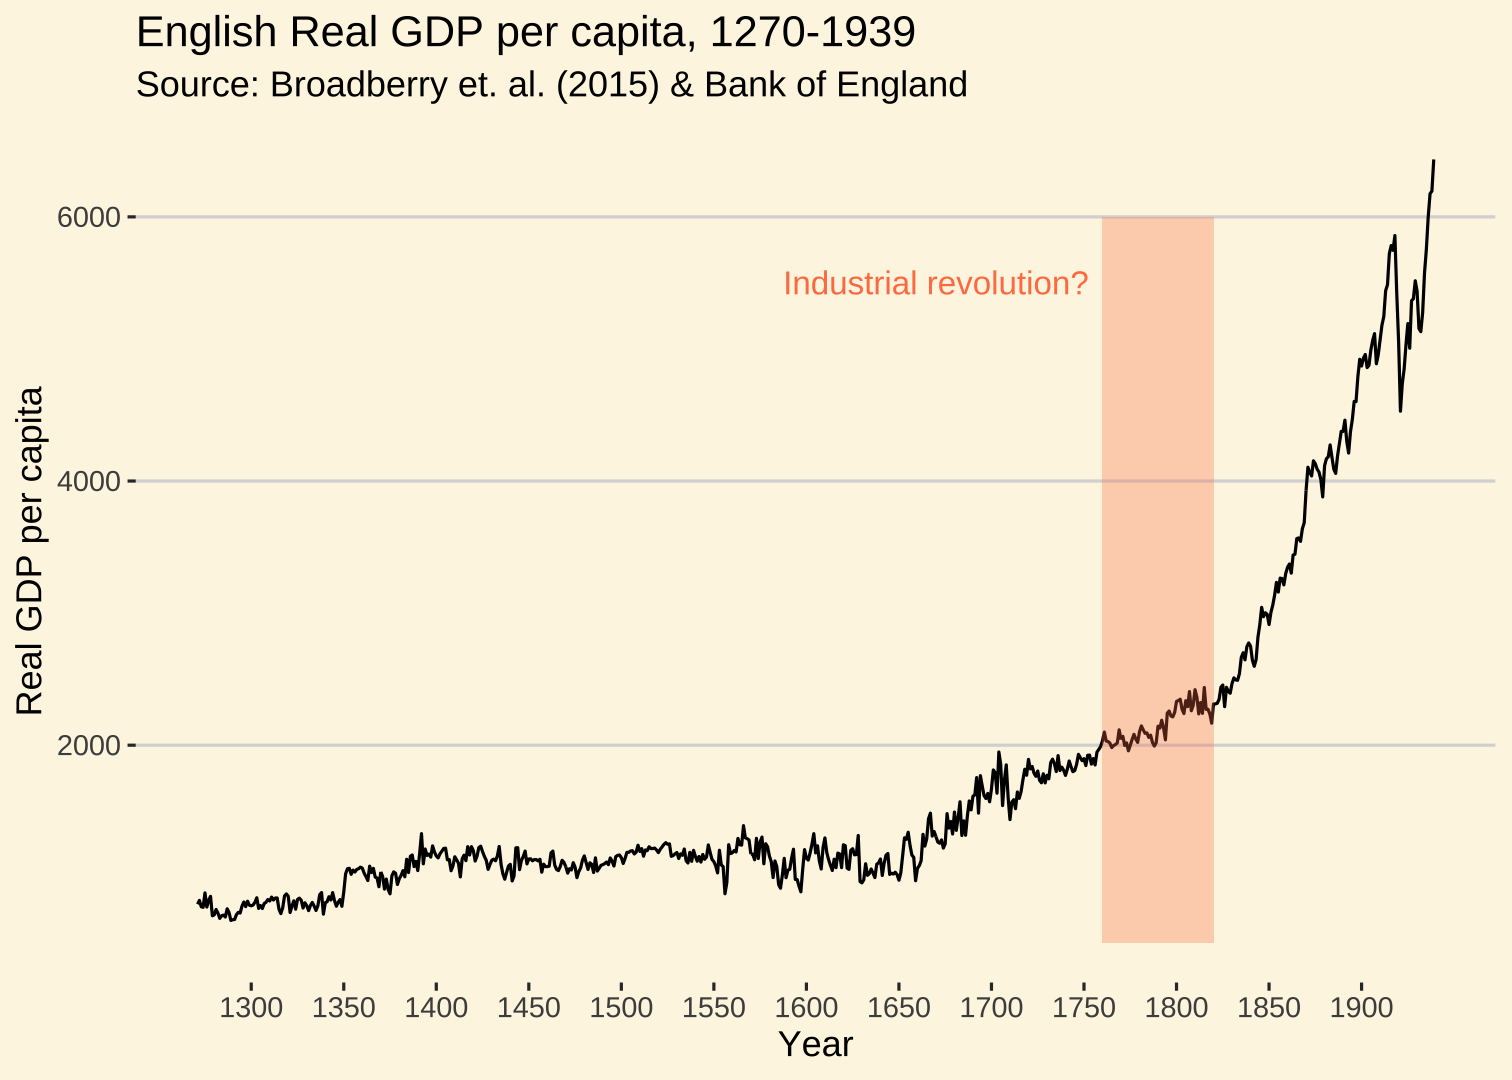 English Real GDP per capita, 1270-1939
Source: Broadberry et. al. (2015) & Bank of England
6000
Industrial revolution?
4000
Real GDP per capita
2000
1300 1350 1400 1450 1500 1550 1600 1650 1700 1750 1800 1850 1900
Year